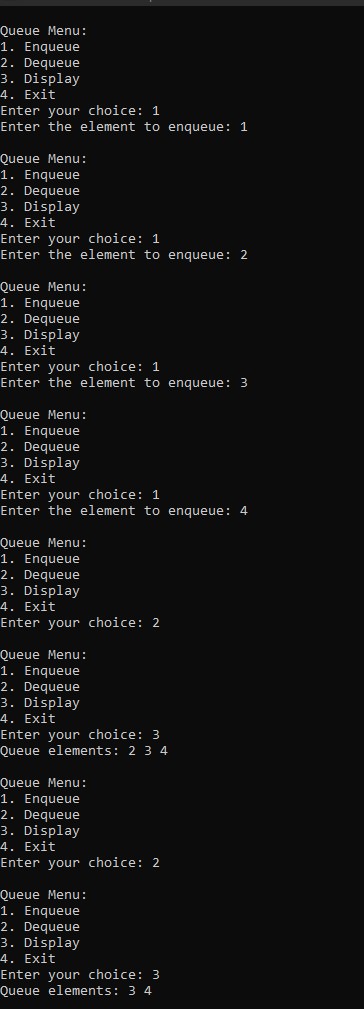 Queue Menu:
1. Enqueue
2. Dequeue
3. Display
4. Exit
Enter your choice: 1
Enter the element to enqueue: 1
Queue Menu:
1. Enqueue
2. Dequeue
3. Display
4. Exit
Enter your choice: 1
Enter the element to enqueue: 2
Queue Menu:
1. Enqueue
2. Dequeue
3. Display
4. Exit
Enter your choice: 1
Enter the element to enqueue: 3
Queue Menu:
1. Enqueue
2. Dequeue
3. Display
4. Exit
Enter your choice: 1
Enter the element to enqueue: 4
Queue Menu:
1. Enqueue
2. Dequeue
3. Display
4. Exit
Enter your choice: 2
Queue Menu:
1. Enqueue
2. Dequeue
3. Display
4. Exit
Enter your choice: 3
Queue elements: 2 3 4
Queue Menu:
1. Enqueue
2. Dequeue
3. Display
4. Exit
Enter your choice: 2
Queue Menu:
1. Enqueue
2. Dequeue
3. Display
4. Exit
Enter your choice: 3
Queue elements: 3 4